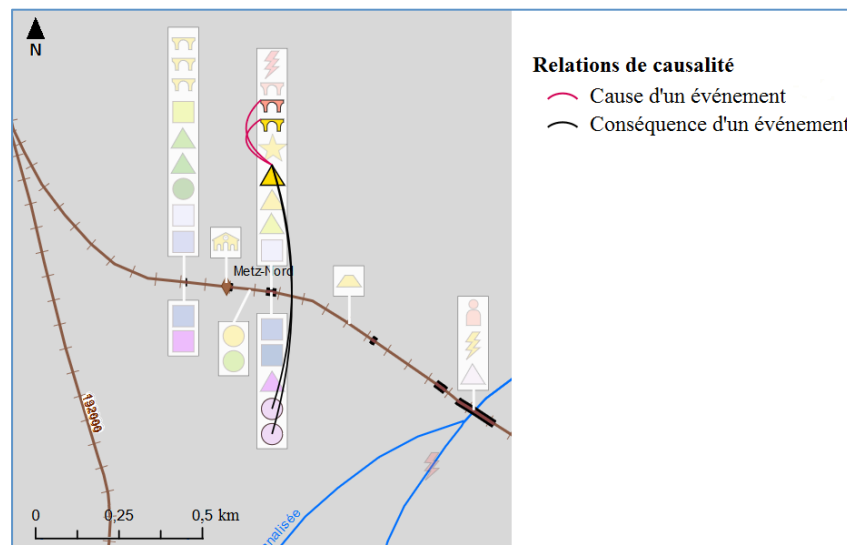 N
Metz-Nord
192000
0
0,25
0,5 km
nalisée
Relations de causalité
Cause d'un événement
Conséquence d'un événement